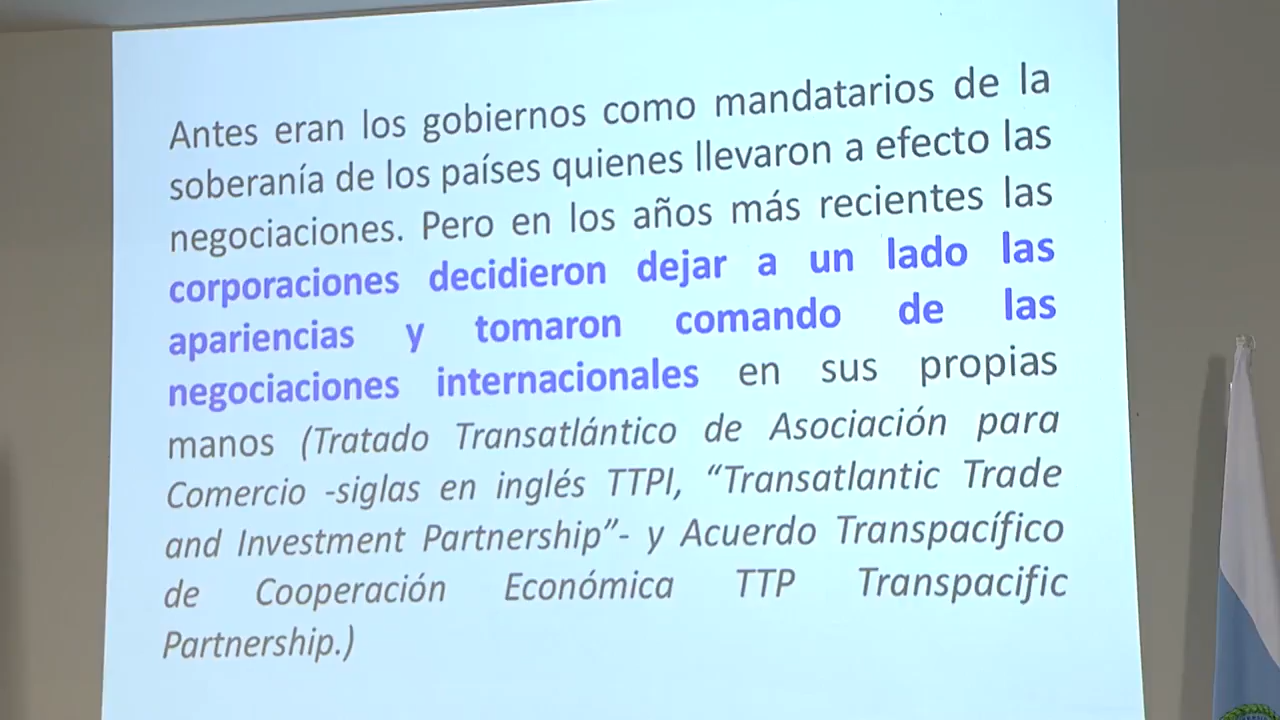 Antes eran los gobiernos como mandatarios de la
soberanía de los países quienes llevaron a efecto las
negociaciones. Pero en los años más recientes las
corporaciones decidieron dejar a un lado las
apariencias y tomaron comando de las
negociaciones internacionales en sus propias
manos (Tratado Transatlántico de Asociación para
Comercio -siglas en inglés TTPI, “Transatlantic Trade
and Investment Partnership”- y Acuerdo Transpacífico
de Cooperación Económica TTP Transpacific
Partnership.)